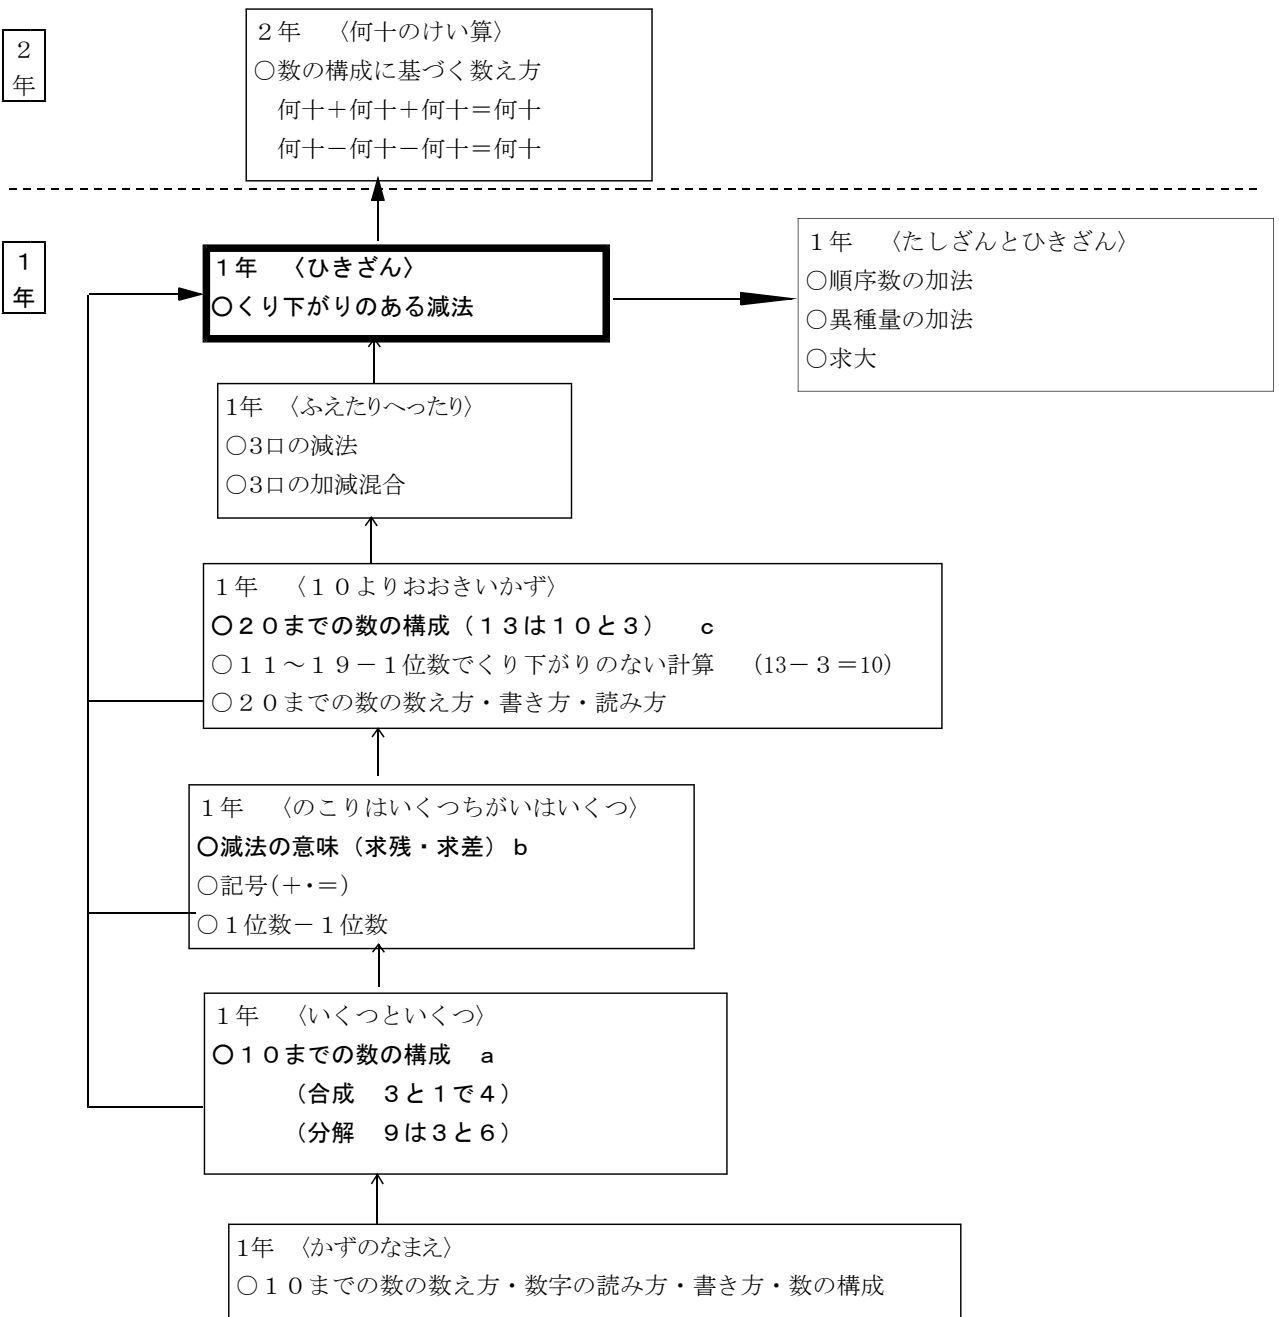 2
年
2年 〈何十のけい算〉
○数の構成に基づく数え方
何十+何十+何十=何十
何十-何十-何十=何十
1
年
1年 〈ひきざん〉
○くり下がりのある減法
1年 〈たしざんとひきざん〉
○順序数の加法
○異種量の加法
○求大
1年 〈ふえたりへったり〉
○3口の減法
○3口の加減混合
1年 〈10よりおおきいかず〉
○20までの数の構成(13は10と3) c
○11~19-1位数でくり下がりのない計算 (13-3=10)
○20までの数の数え方・書き方・読み方
1年 〈のこりはいくつちがいはいくつ〉
○減法の意味(求残・求差)b
○記号(+・=)
○1位数-1位数
1年 〈いくつといくつ〉
○10までの数の構成 a
(合成 3と1で4)
(分解 9は3と6)
1年 〈かずのなまえ〉
○10までの数の数え方・数字の読み方・書き方・数の構成